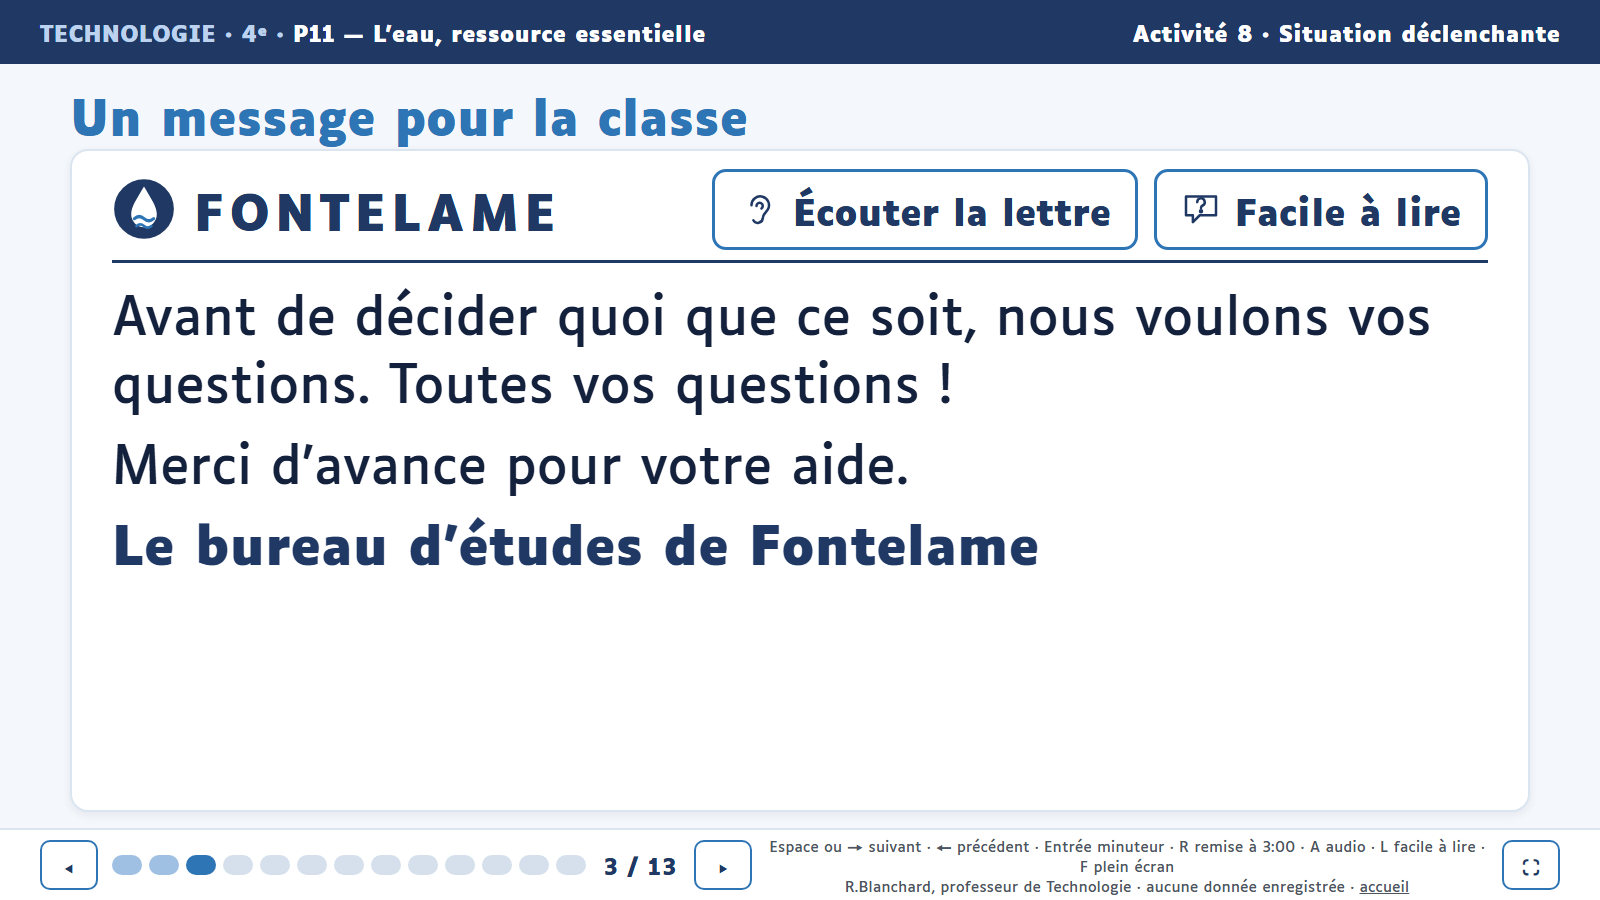 TECHNOLOGIE · 4ᵉ · P11 — L’eau, ressource essentielle
Activité 8 · Situation déclenchante
Un message pour la classe
FONTELAME
Écouter la lettre
Facile à lire
Avant de décider quoi que ce soit, nous voulons vos
questions. Toutes vos questions !
Merci d’avance pour votre aide.
Le bureau d’études de Fontelame
3 / 13
Espace ou → suivant · ← précédent · Entrée minuteur · R remise à 3:00 · A audio · L facile à lire ·
F plein écran
R.Blanchard, professeur de Technologie · aucune donnée enregistrée · accueil